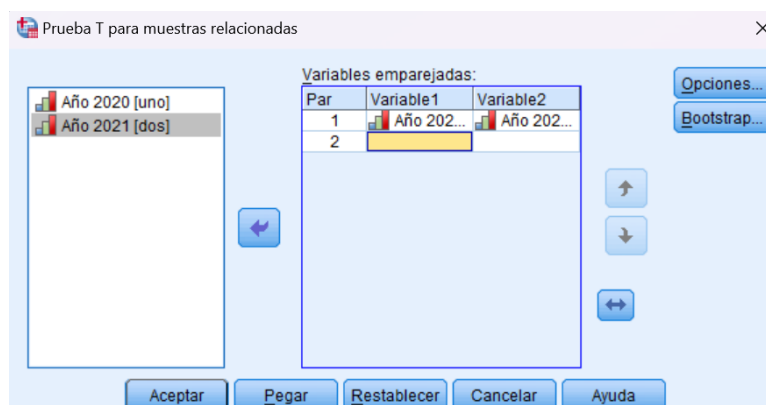 Prueba T para muestras relacionadas
Variables emparejadas:
Año 2020 [uno]
Año 2021 [dos]
Par Variable1 Variable2
1 Año 202... Año 202...
2
Opciones...
Bootstrap...
Aceptar Pegar Restablecer Cancelar Ayuda